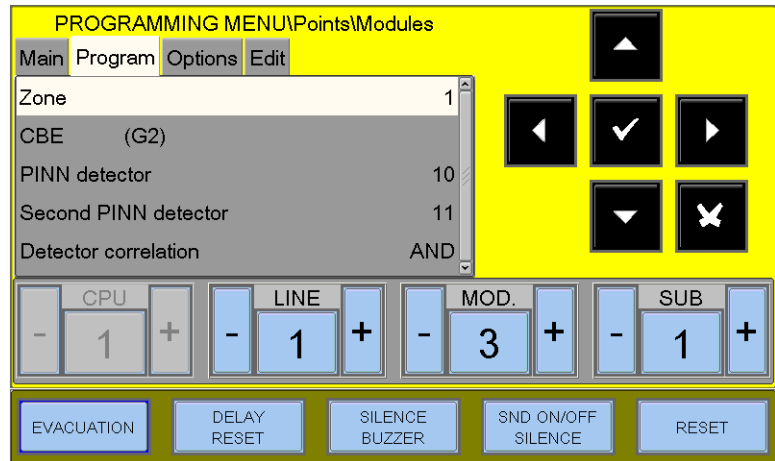 PROGRAMMING MENU\Points\Modules
Main Program Options Edit
Zone 1
CBE (G2)
PINN detector 10
Second PINN detector 11
Detector correlation AND
CPU LINE MOD. SUB
- 1 + - 1 + - 3 + - 1 +
EVACUATION DELAY RESET SILENCE BUZZER SND ON/OFF SILENCE RESET